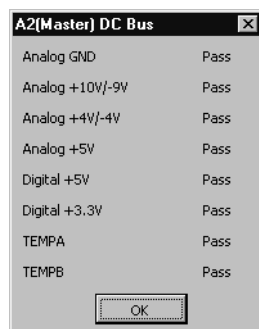 A2(Master) DC Bus
Analog GND Pass
Analog +10V/-9V Pass
Analog +4V/-4V Pass
Analog +5V Pass
Digital +5V Pass
Digital +3.3V Pass
TEMPA Pass
TEMPB Pass
OK